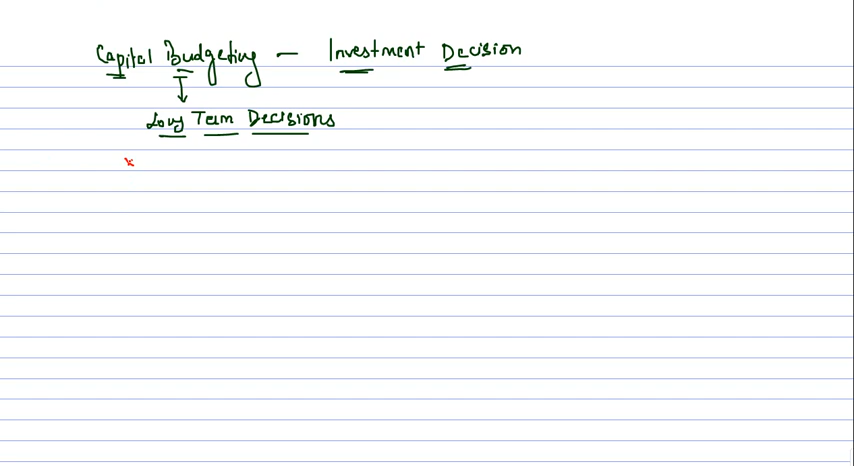 Capital Budgeting - Investment Decision
Long Term Decisions